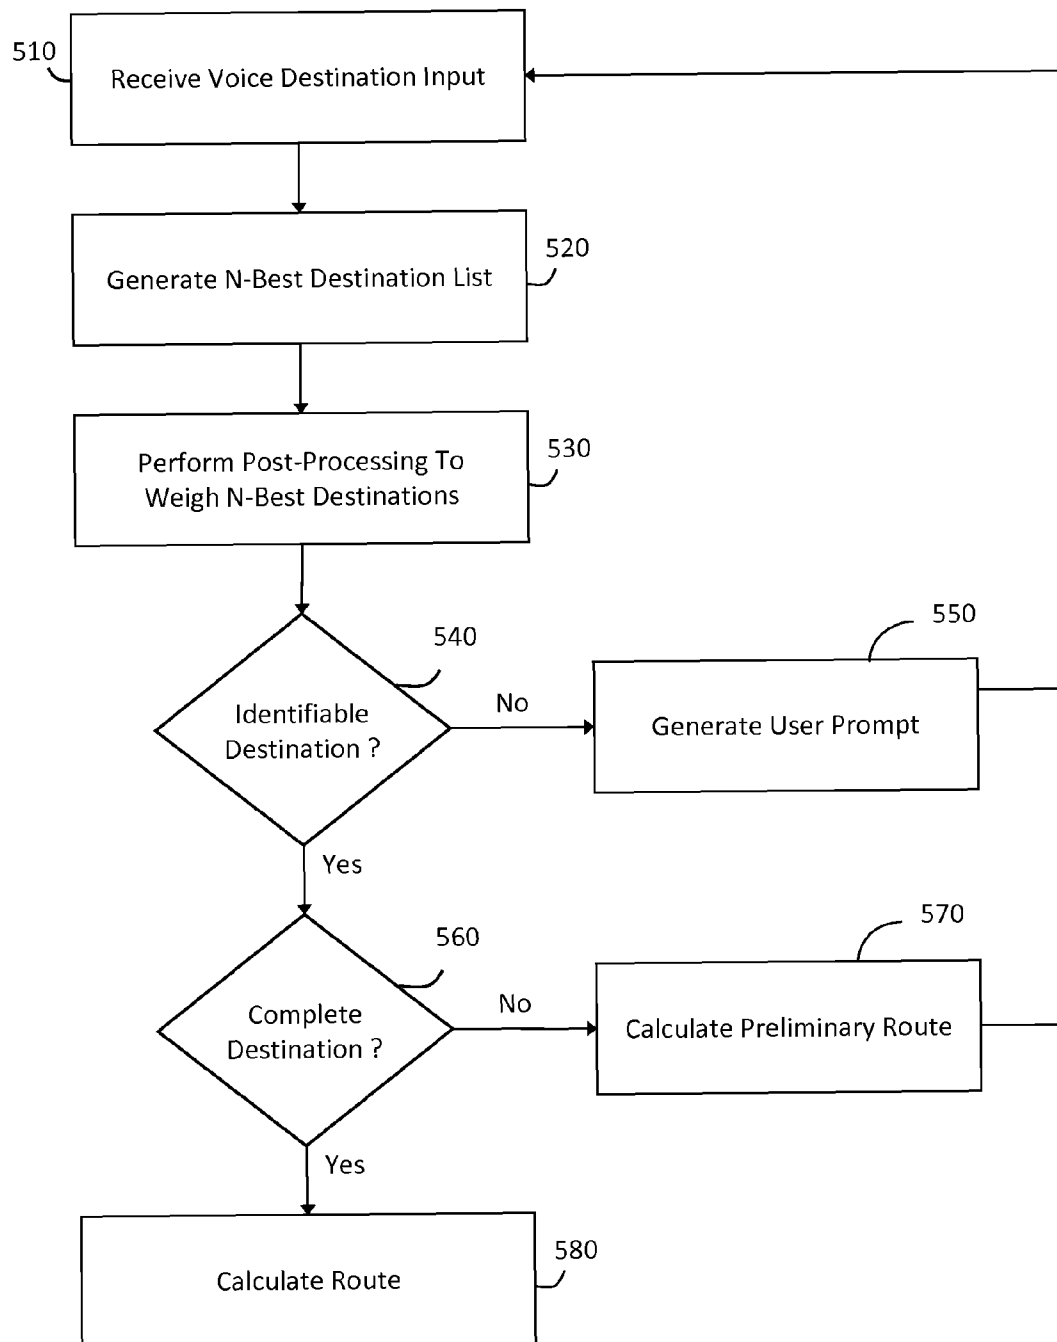 510
Receive Voice Destination Input
Generate N-Best Destination List
520
Perform Post-Processing To
Weigh N-Best Destinations
530
540
Identifiable
Destination ?
No
550
Generate User Prompt
Yes
560
Complete
Destination ?
No
570
Calculate Preliminary Route
Yes
Calculate Route
580